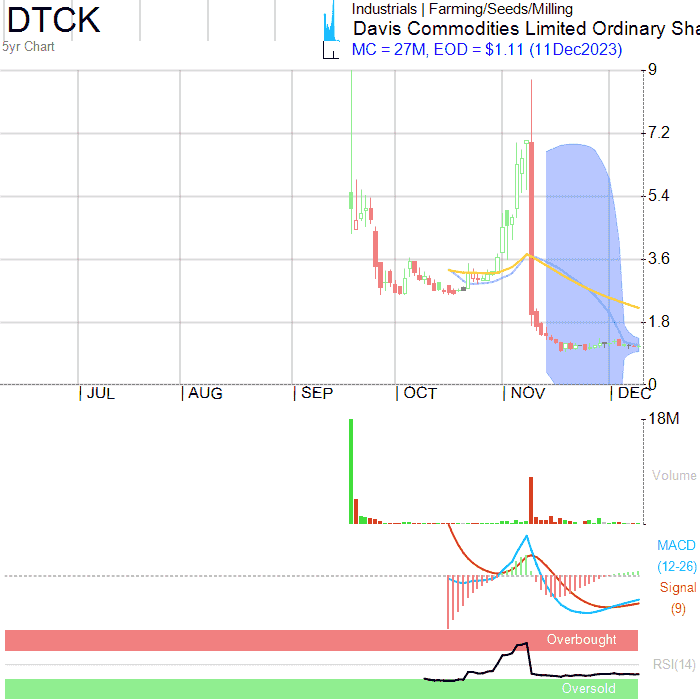 DTCK
5yr Chart
Industrials | Farming/Seeds/Milling
Davis Commodities Limited Ordinary Sha
MC = 27M, EOD = $1.11 (11Dec2023)
9
7.2
5.4
3.6
1.8
0
JUL AUG SEP OCT NOV DEC
18M
Volume
MACD
(12-26)
Signal
(9)
Overbought
RSI(14)
Oversold